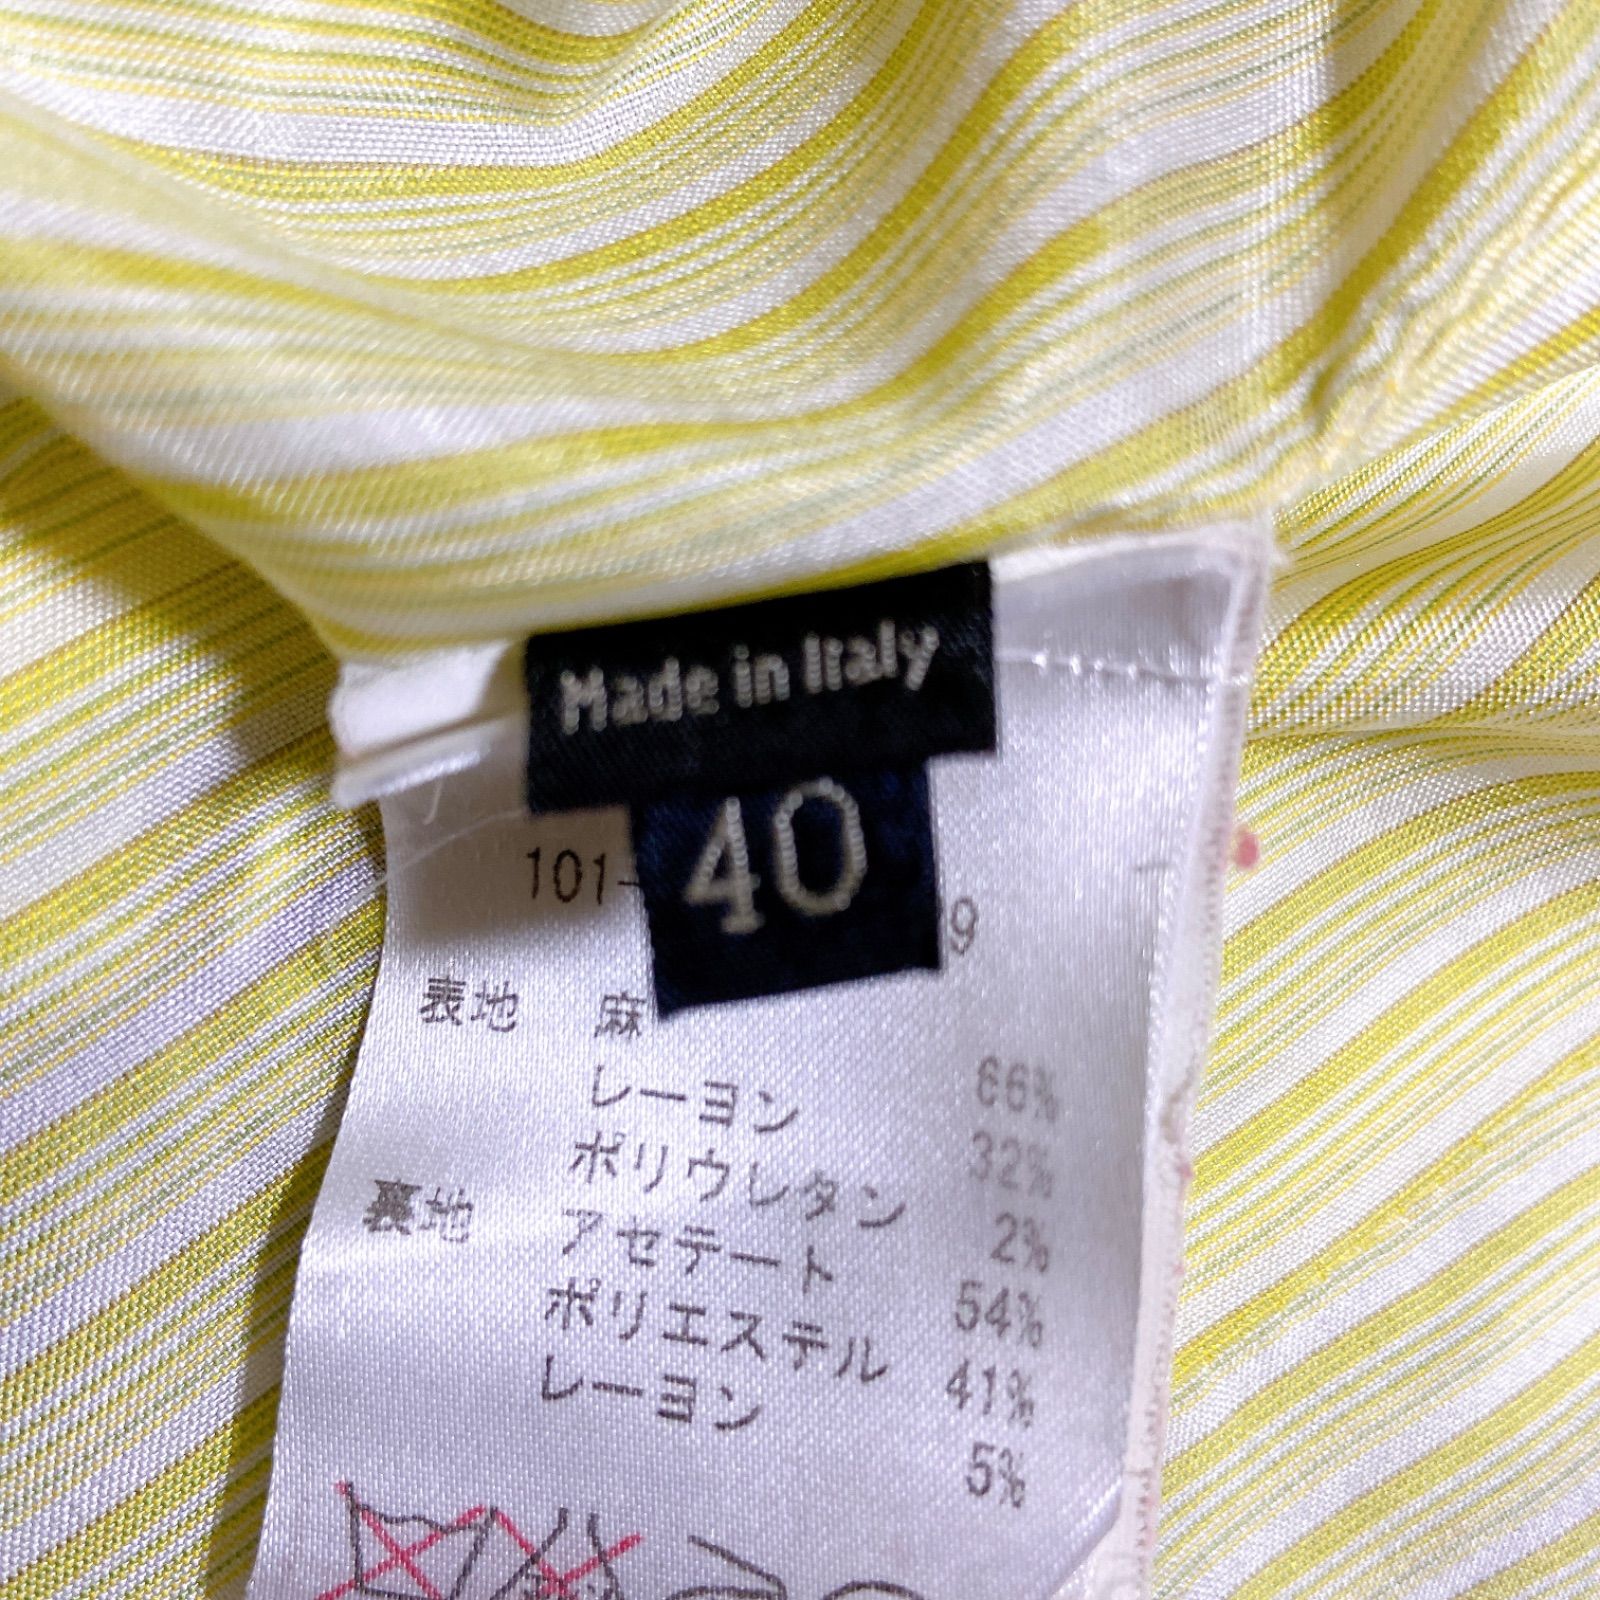 Made in Italy
40
101-
9
表地 麻 66%
レーヨン 32%
ポリウレタン 2%
裏地 アセテート 54%
ポリエステル 41%
レーヨン 5%